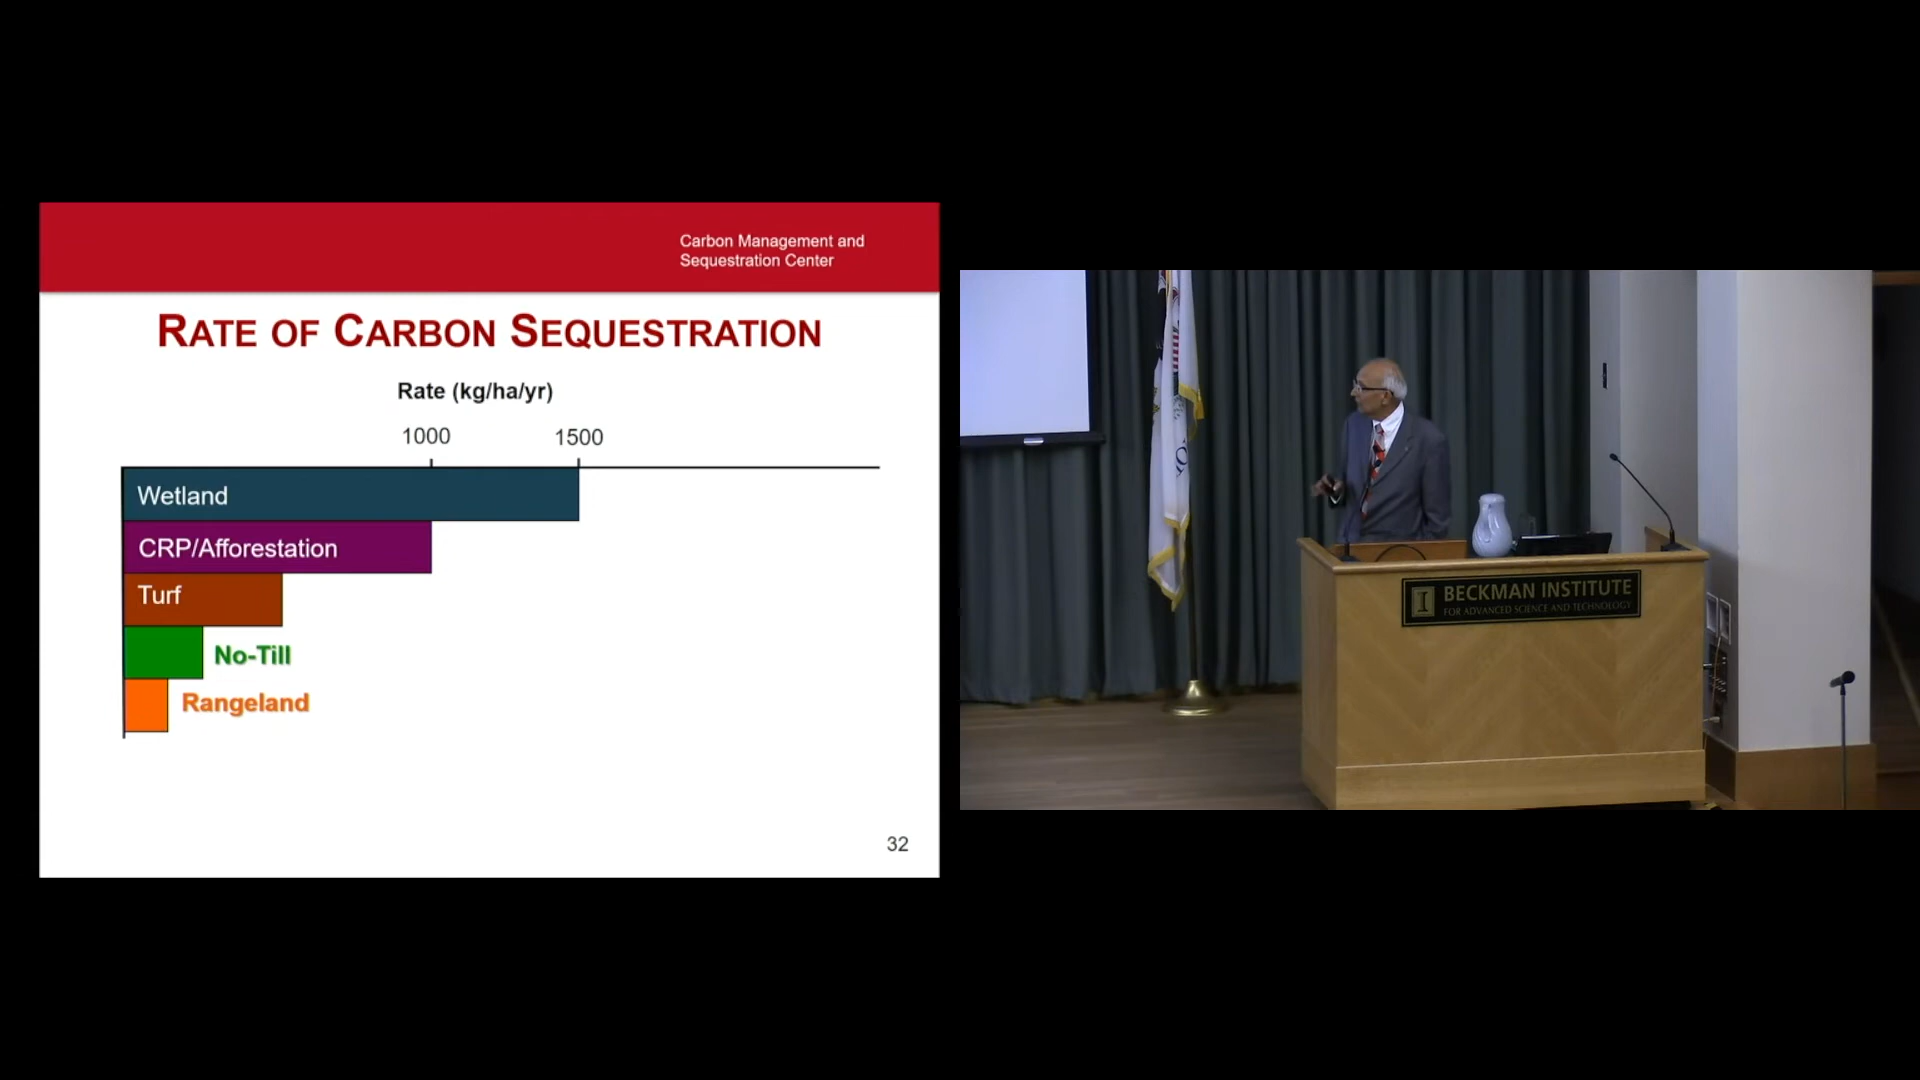 Carbon Management and
Sequestration Center
RATE OF CARBON SEQUESTRATION
Rate (kg/ha/yr)
1000 1500
Wetland
CRP/Afforestation
Turf
No-Till
Rangeland
32
I BECKMAN INSTITUTE
FOR ADVANCED SCIENCE AND TECHNOLOGY